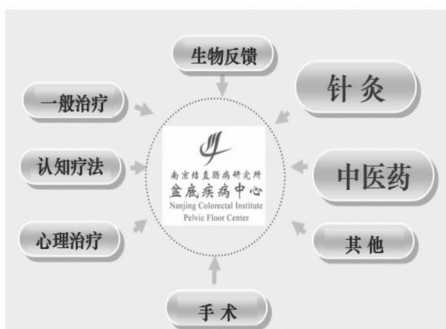 生物反馈
一般治疗
针灸
认知疗法
南京结直肠病研究所
盆底疾病中心
Nanjing Colorectal Institute
Pelvic Floor Center
中医药
心理治疗
其他
手术